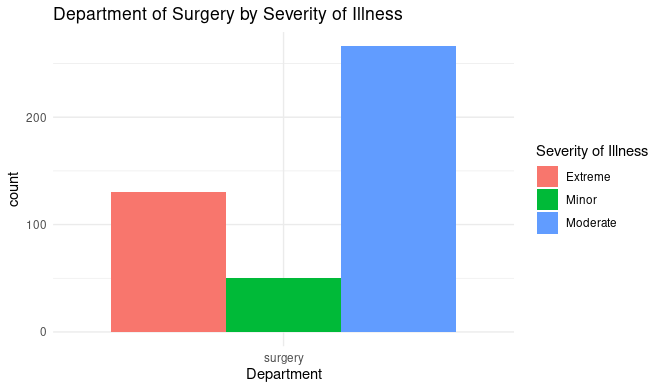 Department of Surgery by Severity of Illness
count
200
100
0
surgery
Department
Severity of Illness
Extreme
Minor
Moderate